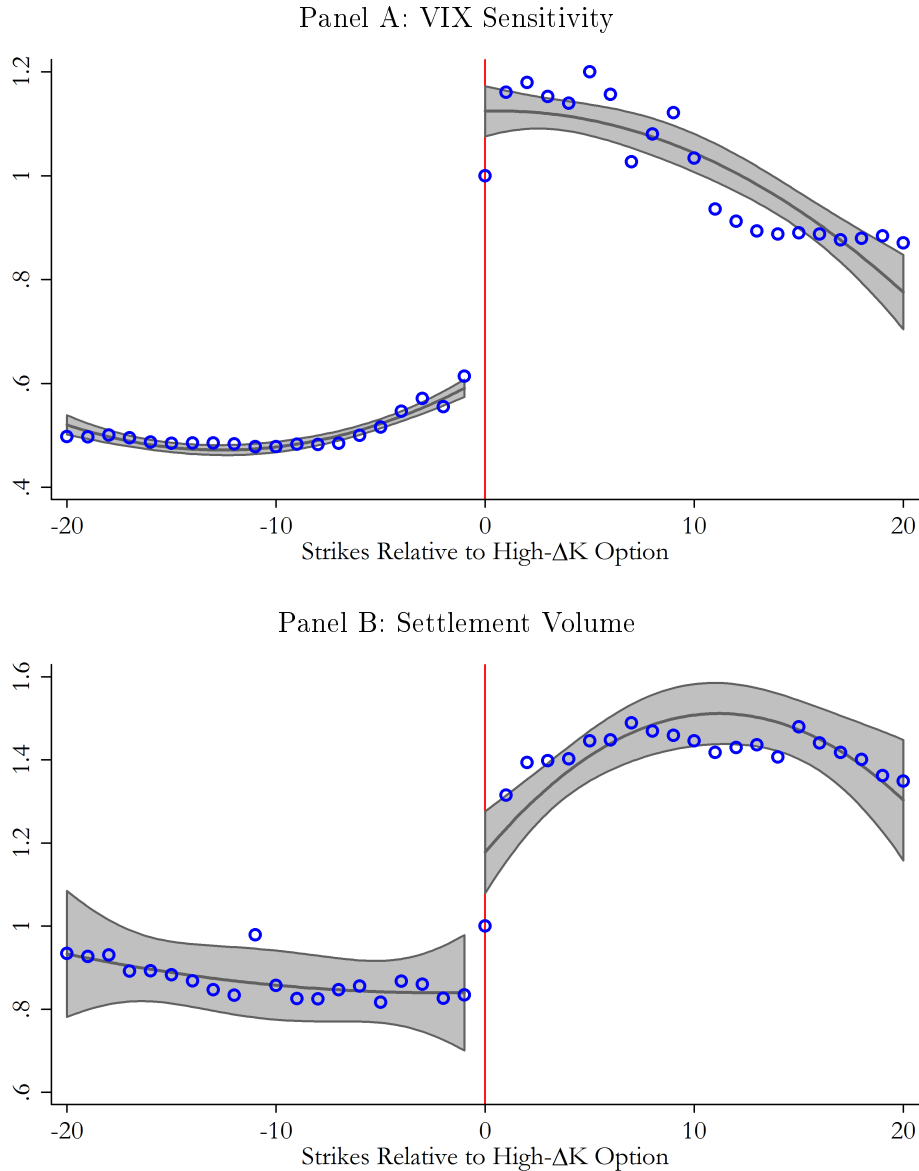 Panel A: VIX Sensitivity
1.2
1
.8
.6
.4
-20 -10 0 10 20
Strikes Relative to High-ΔK Option
Panel B: Settlement Volume
1.6
1.4
1.2
1
.8
.6
-20 -10 0 10 20
Strikes Relative to High-ΔK Option